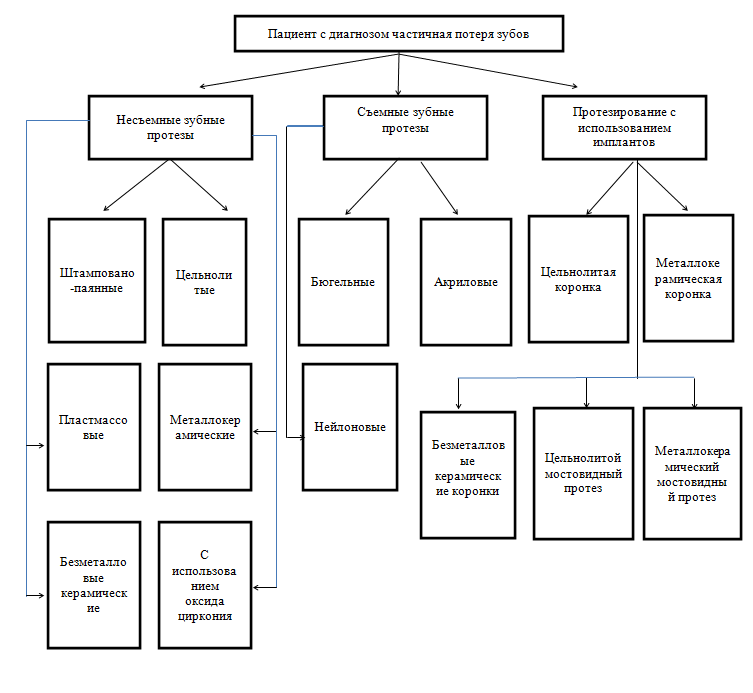 Пациент с диагнозом частичная потеря зубов
Несъемные зубные
протезы
Съемные зубные
протезы
Протезирование с
использованием
имплантов
Штамповано
-паянные
Цельноли
тые
Бюгельные
Акриловые
Цельнолитая
коронка
Металлоке
рамическая
коронка
Пластмассо
вые
Металлокер
амические
Нейлоновые
Безметаллов
ые
керамическ
ие коронки
Цельнолитой
мостовидный
протез
Металлокера
мический
мостовидны
й протез
Безметалло
вые
керамическ
ие
С
использова
нием
оксида
циркония